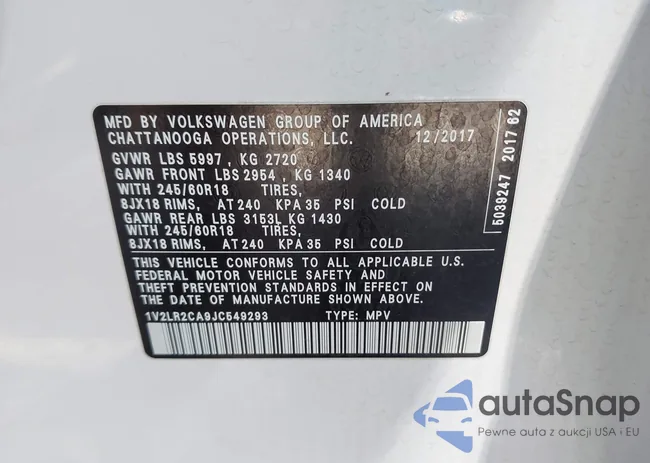 MFD BY VOLKSWAGEN GROUP OF AMERICA
CHATTANOOGA OPERATIONS, LLC. 12/2017
GVWR LBS 5997 , KG 2720
GAWR FRONT LBS 2954 , KG 1340
WITH 245/60R18 TIRES,
8JX18 RIMS, AT 240 KPA 35 PSI COLD
GAWR REAR LBS 3153L KG 1430
WITH 245/60R18 TIRES,
8JX18 RIMS, AT 240 KPA 35 PSI COLD
THIS VEHICLE CONFORMS TO ALL APPLICABLE U.S.
FEDERAL MOTOR VEHICLE SAFETY AND
THEFT PREVENTION STANDARDS IN EFFECT ON THE
DATE OF MANUFACTURE SHOWN ABOVE.
1V2LR2CA9JC549293 TYPE: MPV
5039247 2017 62
autaSnap
Pewne auta z aukcji USA i EU